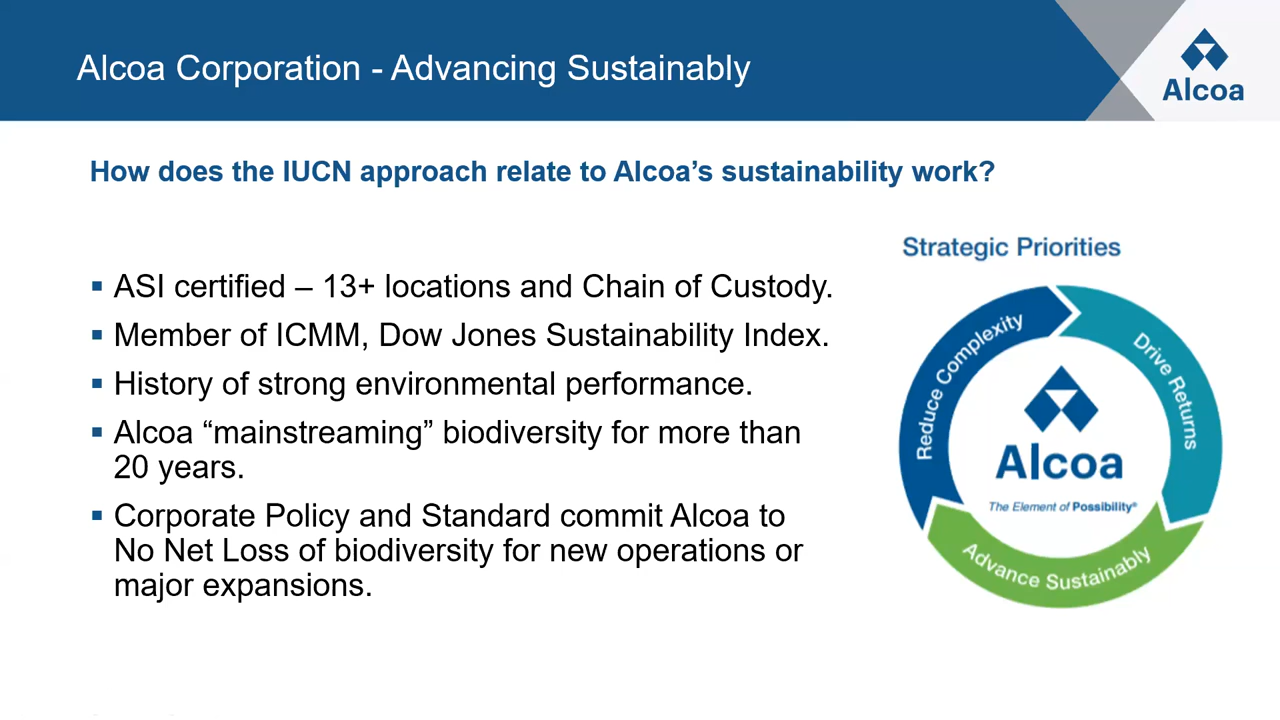 Alcoa Corporation - Advancing Sustainably
Alcoa
How does the IUCN approach relate to Alcoa’s sustainability work?
▪ ASI certified – 13+ locations and Chain of Custody.
▪ Member of ICMM, Dow Jones Sustainability Index.
▪ History of strong environmental performance.
▪ Alcoa “mainstreaming” biodiversity for more than
20 years.
▪ Corporate Policy and Standard commit Alcoa to
No Net Loss of biodiversity for new operations or
major expansions.
Strategic Priorities
Reduce Complexity
Drive Returns
Advance Sustainably
Alcoa
The Element of Possibility®